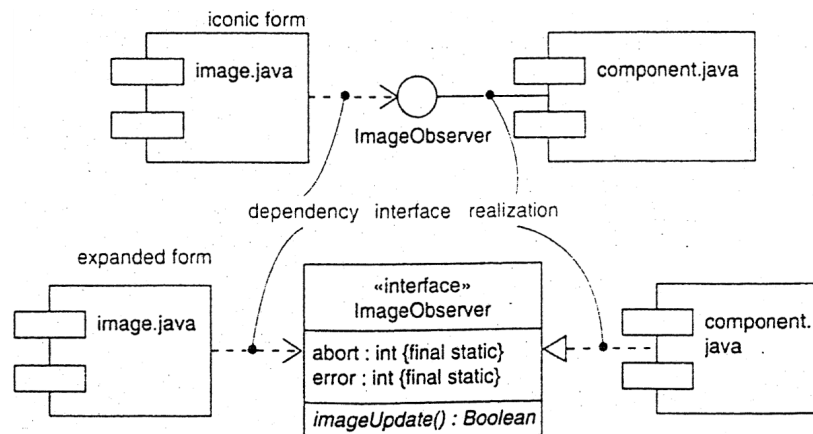 iconic form
image.java
component.java
ImageObserver
dependency interface realization
expanded form
image.java
«interface»
ImageObserver
abort : int {final static}
error : int {final static}
imageUpdate() : Boolean
component.
java